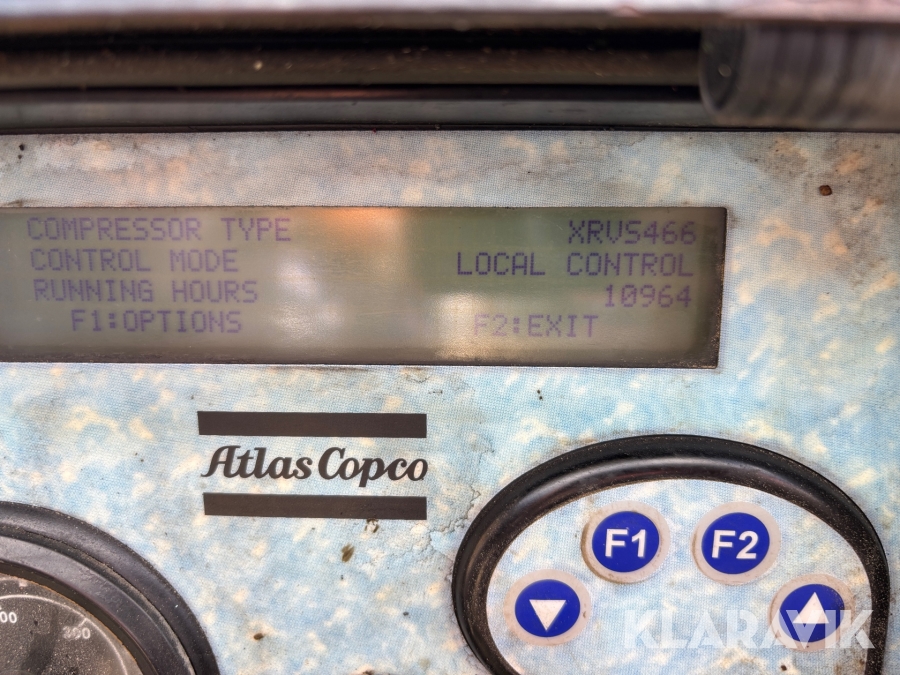 COMPRESSOR TYPE XRVS466
CONTROL MODE LOCAL CONTROL
RUNNING HOURS 10964
F1:OPTIONS F2:EXIT
Atlas Copco
F1 F2
KLARAVIK